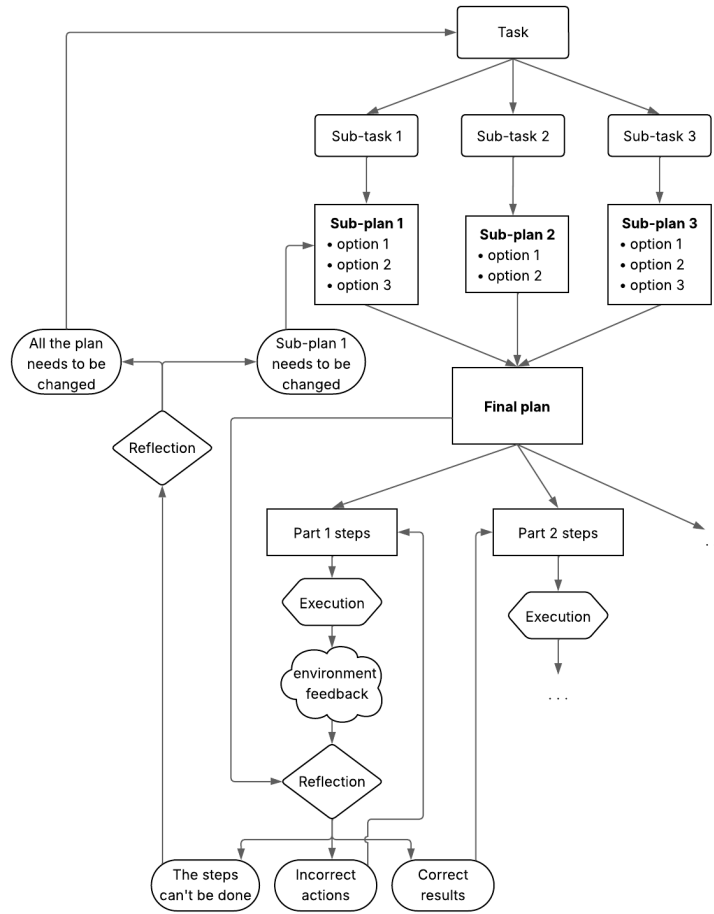 Task
Sub-task 1
Sub-task 2
Sub-task 3
Sub-plan 1
• option 1
• option 2
• option 3
Sub-plan 2
• option 1
• option 2
Sub-plan 3
• option 1
• option 2
• option 3
All the plan
needs to be
changed
Sub-plan 1
needs to be
changed
Final plan
Reflection
Part 1 steps
Part 2 steps
.
Execution
Execution
environment
feedback
...
Reflection
The steps
can't be done
Incorrect
actions
Correct
results